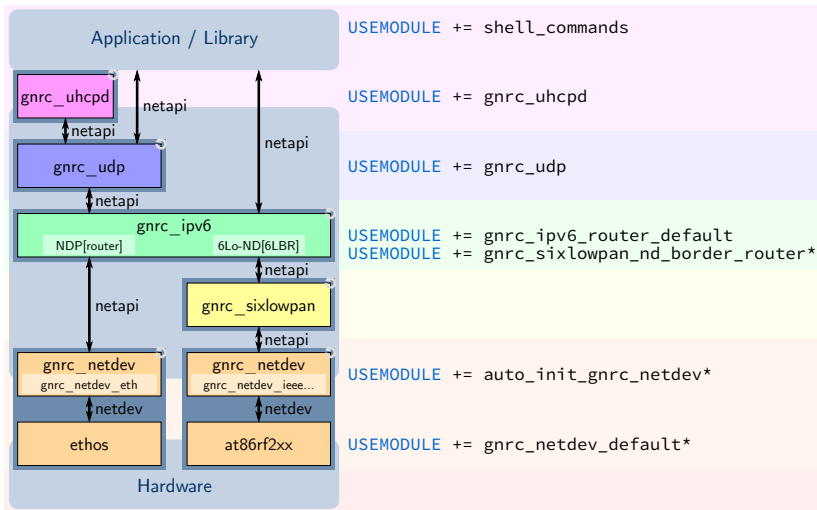 Application / Library
USEMODULE += shell_commands
gnrc_uhcpd
netapi
USEMODULE += gnrc_uhcpd
netapi
netapi
gnrc_udp
USEMODULE += gnrc_udp
netapi
gnrc_ipv6
NDP[router]
6Lo-ND[6LBR]
USEMODULE += gnrc_ipv6_router_default
USEMODULE += gnrc_sixlowpan_nd_border_router*
netapi
netapi
gnrc_sixlowpan
netapi
gnrc_netdev
gnrc_netdev_eth
gnrc_netdev
gnrc_netdev_ieee...
USEMODULE += auto_init_gnrc_netdev*
netdev
netdev
ethos
at86rf2xx
USEMODULE += gnrc_netdev_default*
Hardware